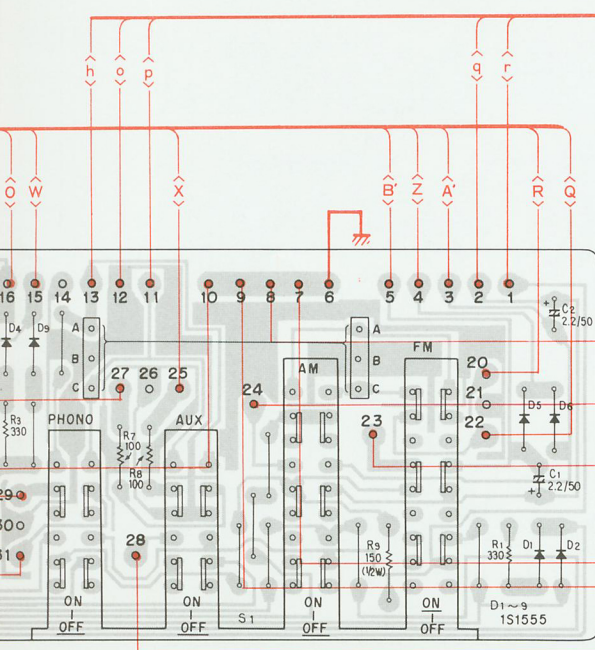 h o p q r
O W X B' Z A' R Q
16 15 14 13 12 11 10 9 8 7 6 5 4 3 2 1
D4 D9 A A C2
2.2/50
B B
FM
C C
AM
27 26 25 20
24 21
D5 D6
R3
330
PHONO AUX 23 22
R7
100
R8
100
C1
2.2/50
29
30
28
31
R9
150
(1/2W)
R1
330
D1 D2
ON ON ON ON
OFF OFF OFF OFF
S1
D1~9
1S1555